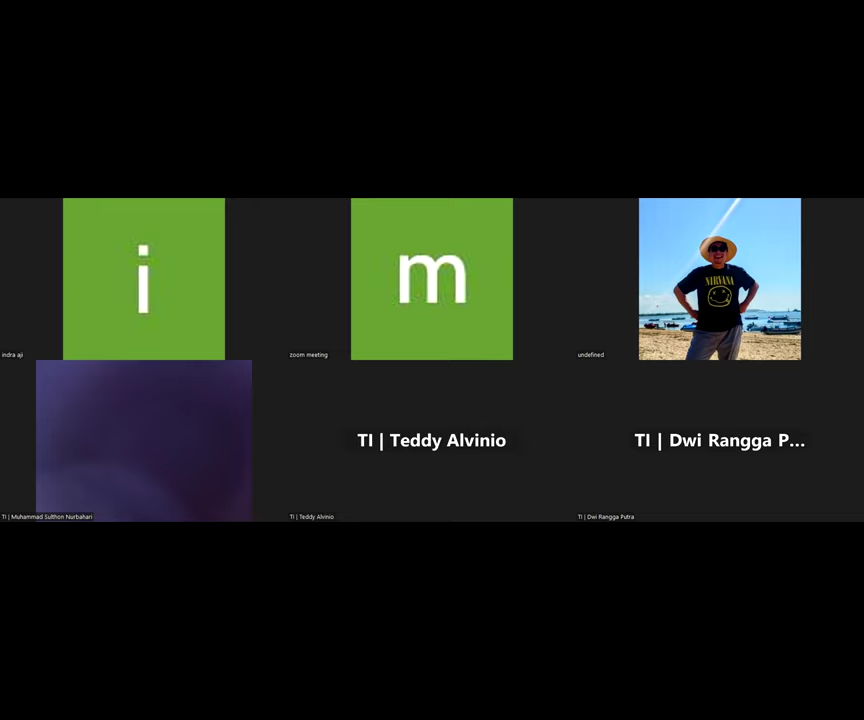 i
m
NIRVANA
indra aji
zoom meeting
undefined
TI | Teddy Alvinio
TI | Dwi Rangga P...
TI | Muhammad Sulthon Nurbahari
TI | Teddy Alvinio
TI | Dwi Rangga Putra